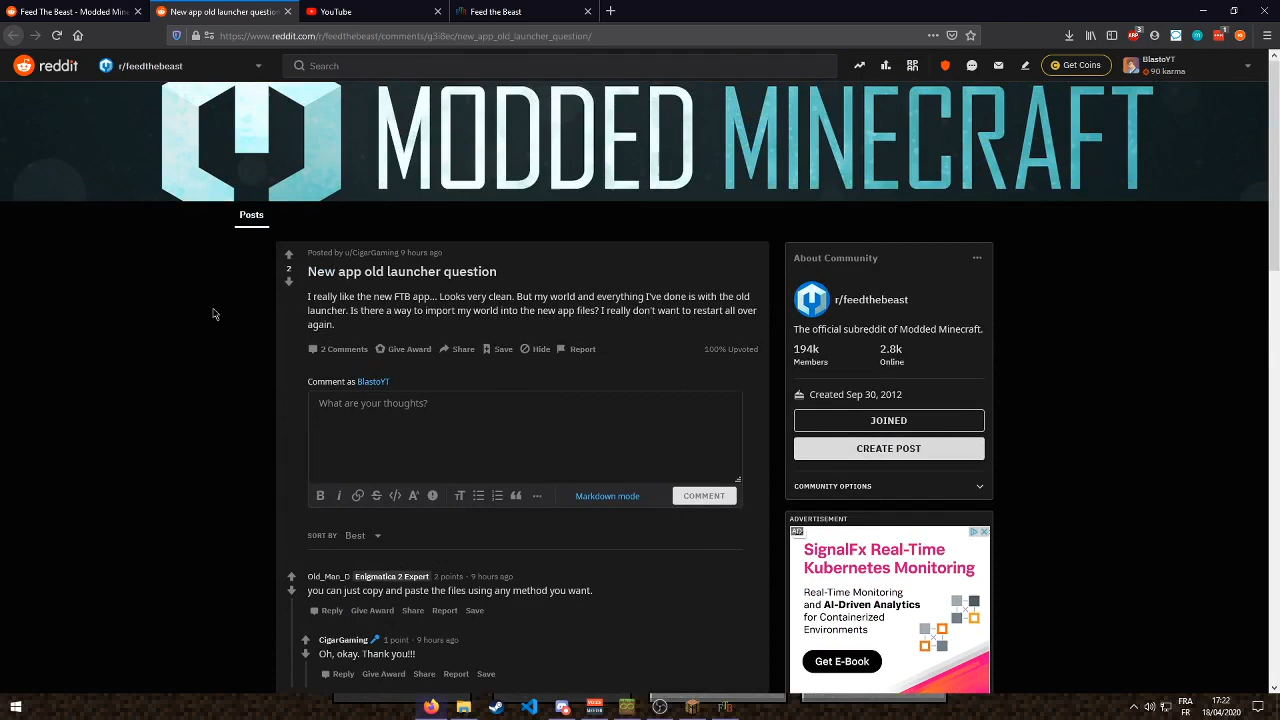 Feed The Beast - Modded Mine
New app old launcher questio
YouTube
Feed the Beast
https://www.reddit.com/r/feedthebeast/comments/g3i8ec/new_app_old_launcher_question/
reddit
r/feedthebeast
Search
Get Coins
BlastoYT
90 karma
MODDED MINECRAFT
Posts
Posted by u/CigarGaming 9 hours ago
2
New app old launcher question
I really like the new FTB app... Looks very clean. But my world and everything I've done is with the old
launcher. Is there a way to import my world into the new app files? I really don't want to restart all over
again.
2 Comments Give Award Share Save Hide Report 100% Upvoted
Comment as BlastoYT
What are your thoughts?
Markdown mode
COMMENT
SORT BY Best
Old_Man_D Enigmatica 2 Expert 2 points · 9 hours ago
you can just copy and paste the files using any method you want.
Reply Give Award Share Report Save
CigarGaming 1 point · 9 hours ago
Oh, okay. Thank you!!!
Reply Give Award Share Report Save
About Community
r/feedthebeast
The official subreddit of Modded Minecraft.
194k 2.8k
Members Online
Created Sep 30, 2012
JOINED
CREATE POST
COMMUNITY OPTIONS
ADVERTISEMENT
AD
SignalFx Real-Time
Kubernetes Monitoring
Real-Time Monitoring
and AI-Driven Analytics
for Containerized
Environments
Get E-Book
FRA
FR
17:22
18/04/2020